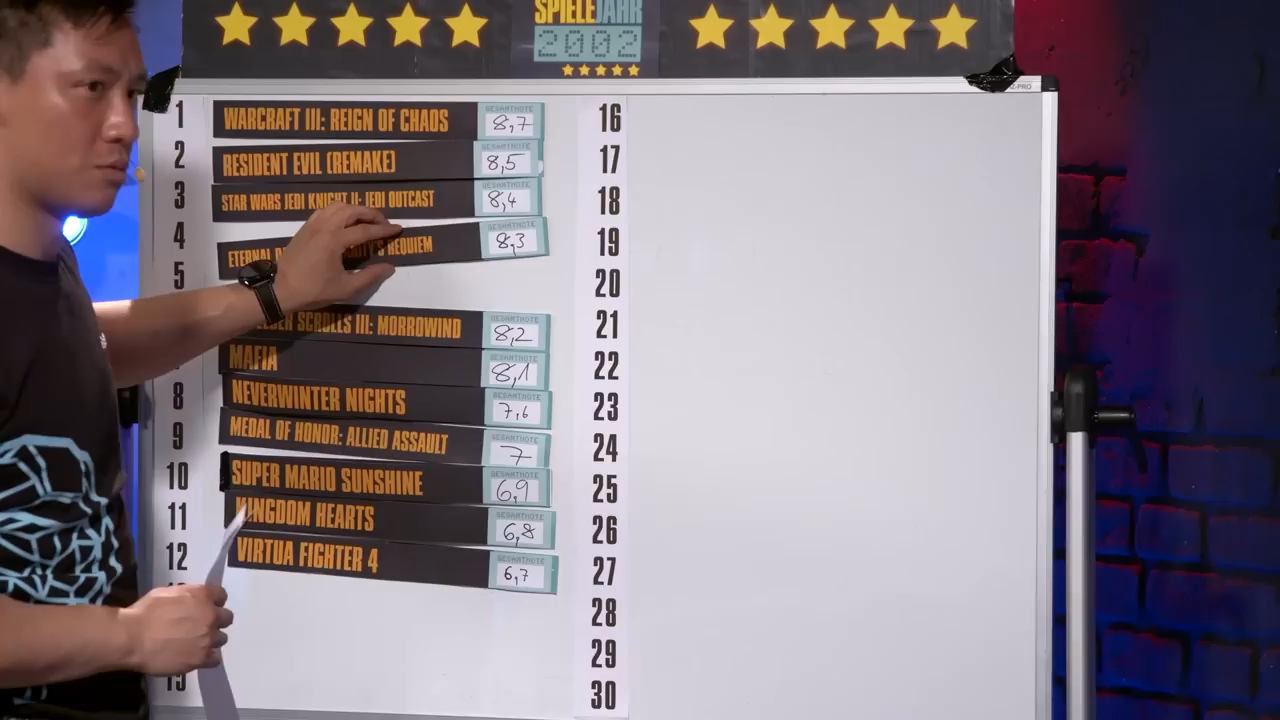 SPIELEJAHR
2002
1 WARCRAFT III: REIGN OF CHAOS GESAMTNOTE 8,7
2 RESIDENT EVIL (REMAKE) GESAMTNOTE 8,5
3 STAR WARS JEDI KNIGHT II: JEDI OUTCAST GESAMTNOTE 8,4
4 ETERNAL REQUIEM GESAMTNOTE 8,3
5
SCROLLS III: MORROWIND GESAMTNOTE 8,2
MAFIA GESAMTNOTE 8,1
8 NEVERWINTER NIGHTS GESAMTNOTE 7,6
9 MEDAL OF HONOR: ALLIED ASSAULT GESAMTNOTE 7
10 SUPER MARIO SUNSHINE GESAMTNOTE 6,9
11 KINGDOM HEARTS GESAMTNOTE 6,8
12 VIRTUA FIGHTER 4 GESAMTNOTE 6,7
16
17
18
19
20
21
22
23
24
25
26
27
28
29
30